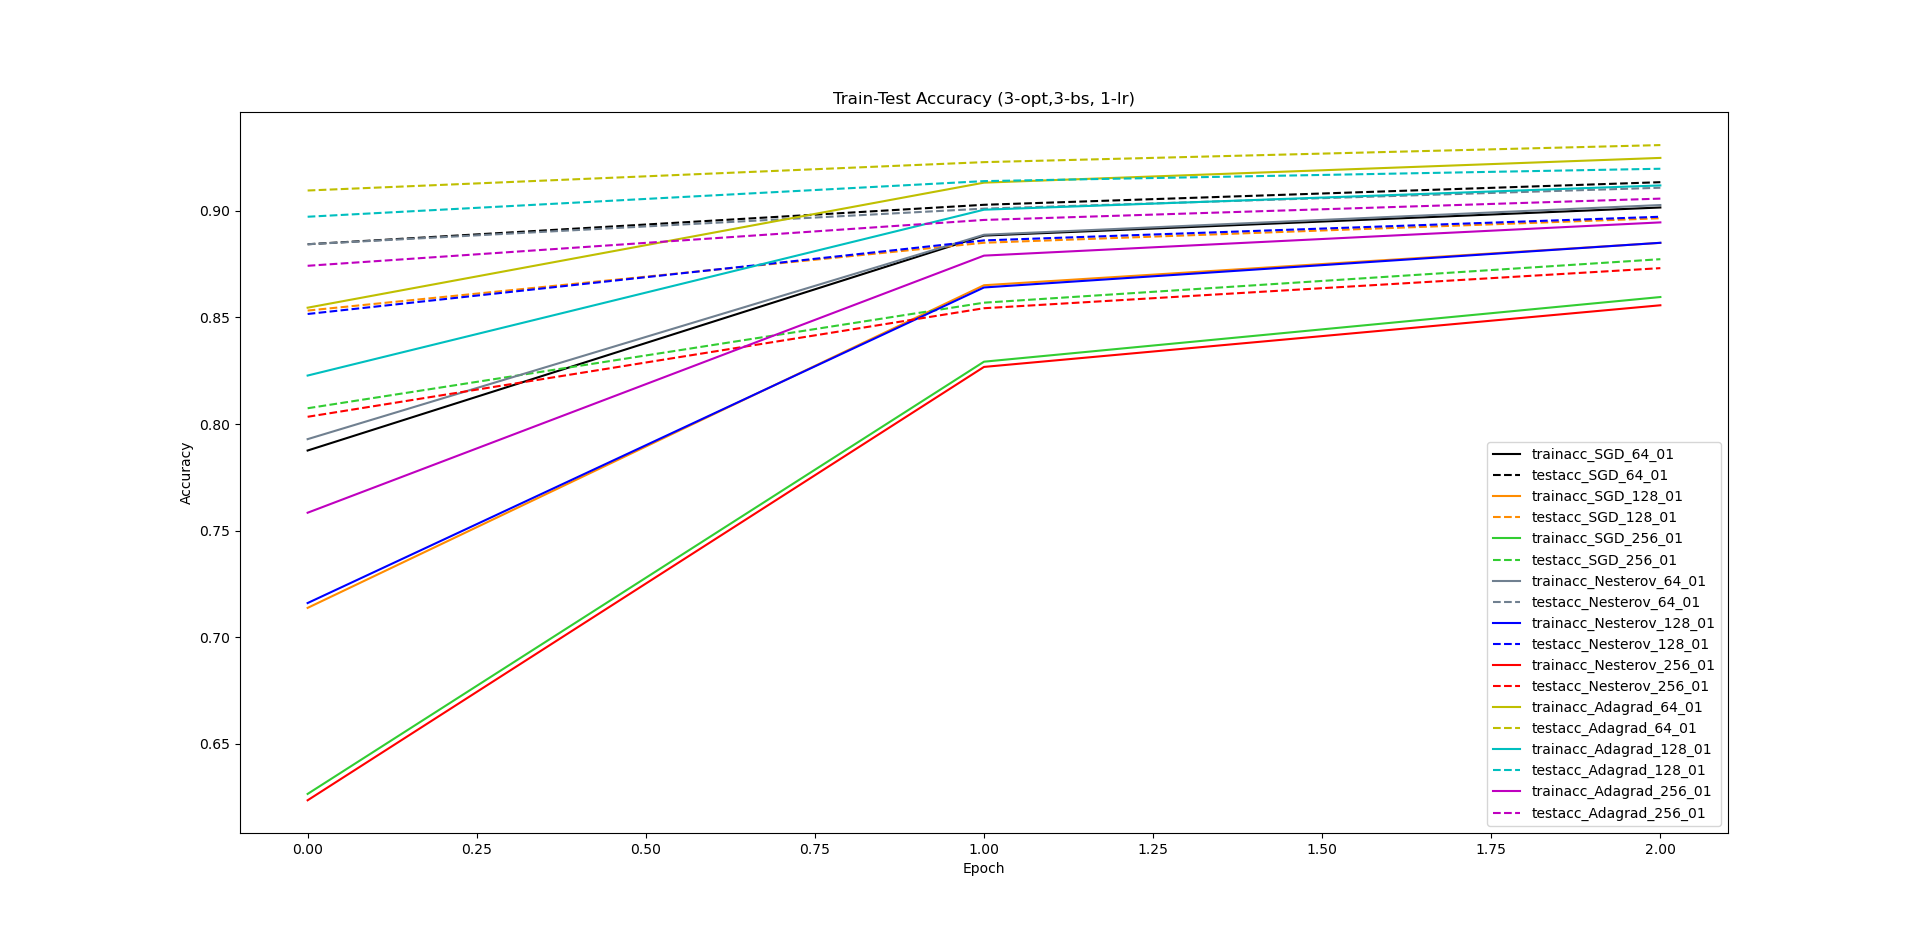 Train-Test Accuracy (3-opt,3-bs, 1-lr)
Accuracy
0.90
0.85
0.80
0.75
0.70
0.65
trainacc_SGD_64_01
testacc_SGD_64_01
trainacc_SGD_128_01
testacc_SGD_128_01
trainacc_SGD_256_01
testacc_SGD_256_01
trainacc_Nesterov_64_01
testacc_Nesterov_64_01
trainacc_Nesterov_128_01
testacc_Nesterov_128_01
trainacc_Nesterov_256_01
testacc_Nesterov_256_01
trainacc_Adagrad_64_01
testacc_Adagrad_64_01
trainacc_Adagrad_128_01
testacc_Adagrad_128_01
trainacc_Adagrad_256_01
testacc_Adagrad_256_01
0.00 0.25 0.50 0.75 1.00 1.25 1.50 1.75 2.00
Epoch